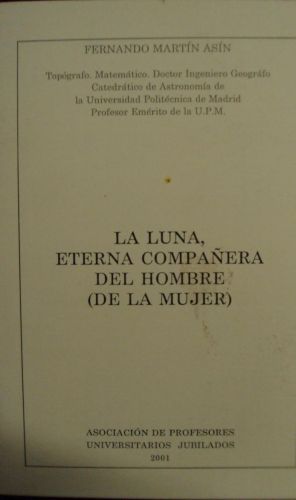 FERNANDO MARTÍN ASÍN
Topógrafo. Matemático. Doctor Ingeniero Geográfo
Catedrático de Astronomía de
la Universidad Politécnica de Madrid
Profesor Emérito de la U.P.M.
LA LUNA,
ETERNA COMPAÑERA
DEL HOMBRE
(DE LA MUJER)
ASOCIACIÓN DE PROFESORES
UNIVERSITARIOS JUBILADOS
2001